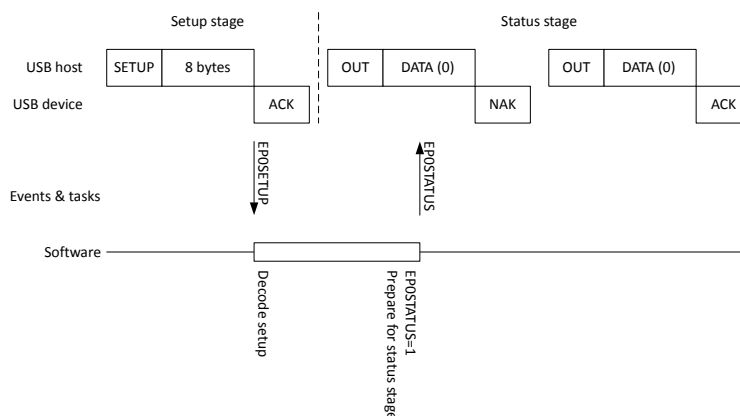 Setup stage
Status stage
USB host
SETUP
8 bytes
OUT
DATA (0)
OUT
DATA (0)
USB device
ACK
NAK
ACK
EP0SETUP
EP0STATUS
Events & tasks
Software
Decode setup
EP0STATUS=1
Prepare for status stage